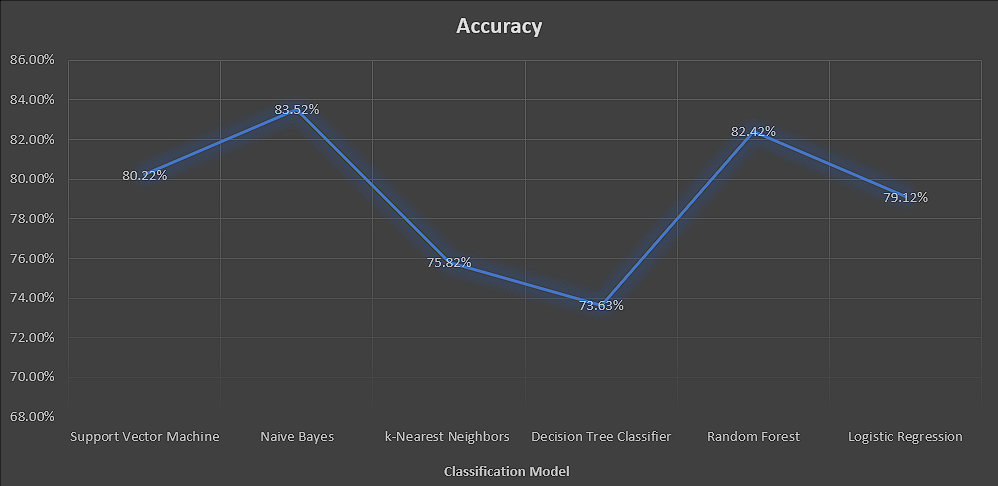 Accuracy
86.00%
84.00%
82.00%
80.00%
78.00%
76.00%
74.00%
72.00%
70.00%
68.00%
80.22%
83.52%
75.82%
73.63%
82.42%
79.12%
Support Vector Machine
Naive Bayes
k-Nearest Neighbors
Decision Tree Classifier
Random Forest
Logistic Regression
Classification Model